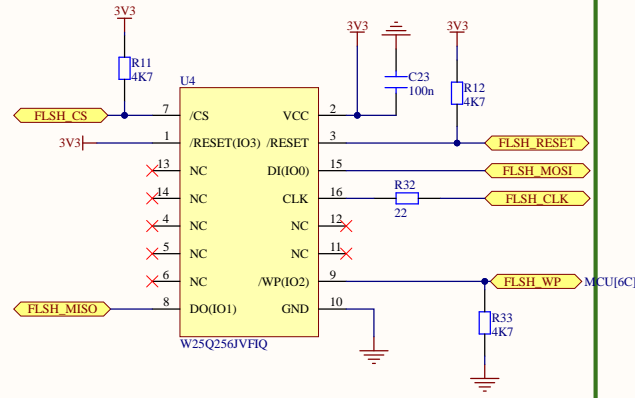 3V3
3V3
3V3
R11
4K7
C23
100n
R12
4K7
U4
FLSH_CS
7
/CS
VCC
2
3V3
1
/RESET(IO3)
/RESET
3
FLSH_RESET
13
NC
DI(IO0)
15
FLSH_MOSI
14
NC
CLK
16
R32
22
FLSH_CLK
4
NC
NC
12
5
NC
NC
11
6
NC
/WP(IO2)
9
FLSH_WP
MCU[6C]
FLSH_MISO
8
DO(IO1)
GND
10
R33
4K7
W25Q256JVFIQ